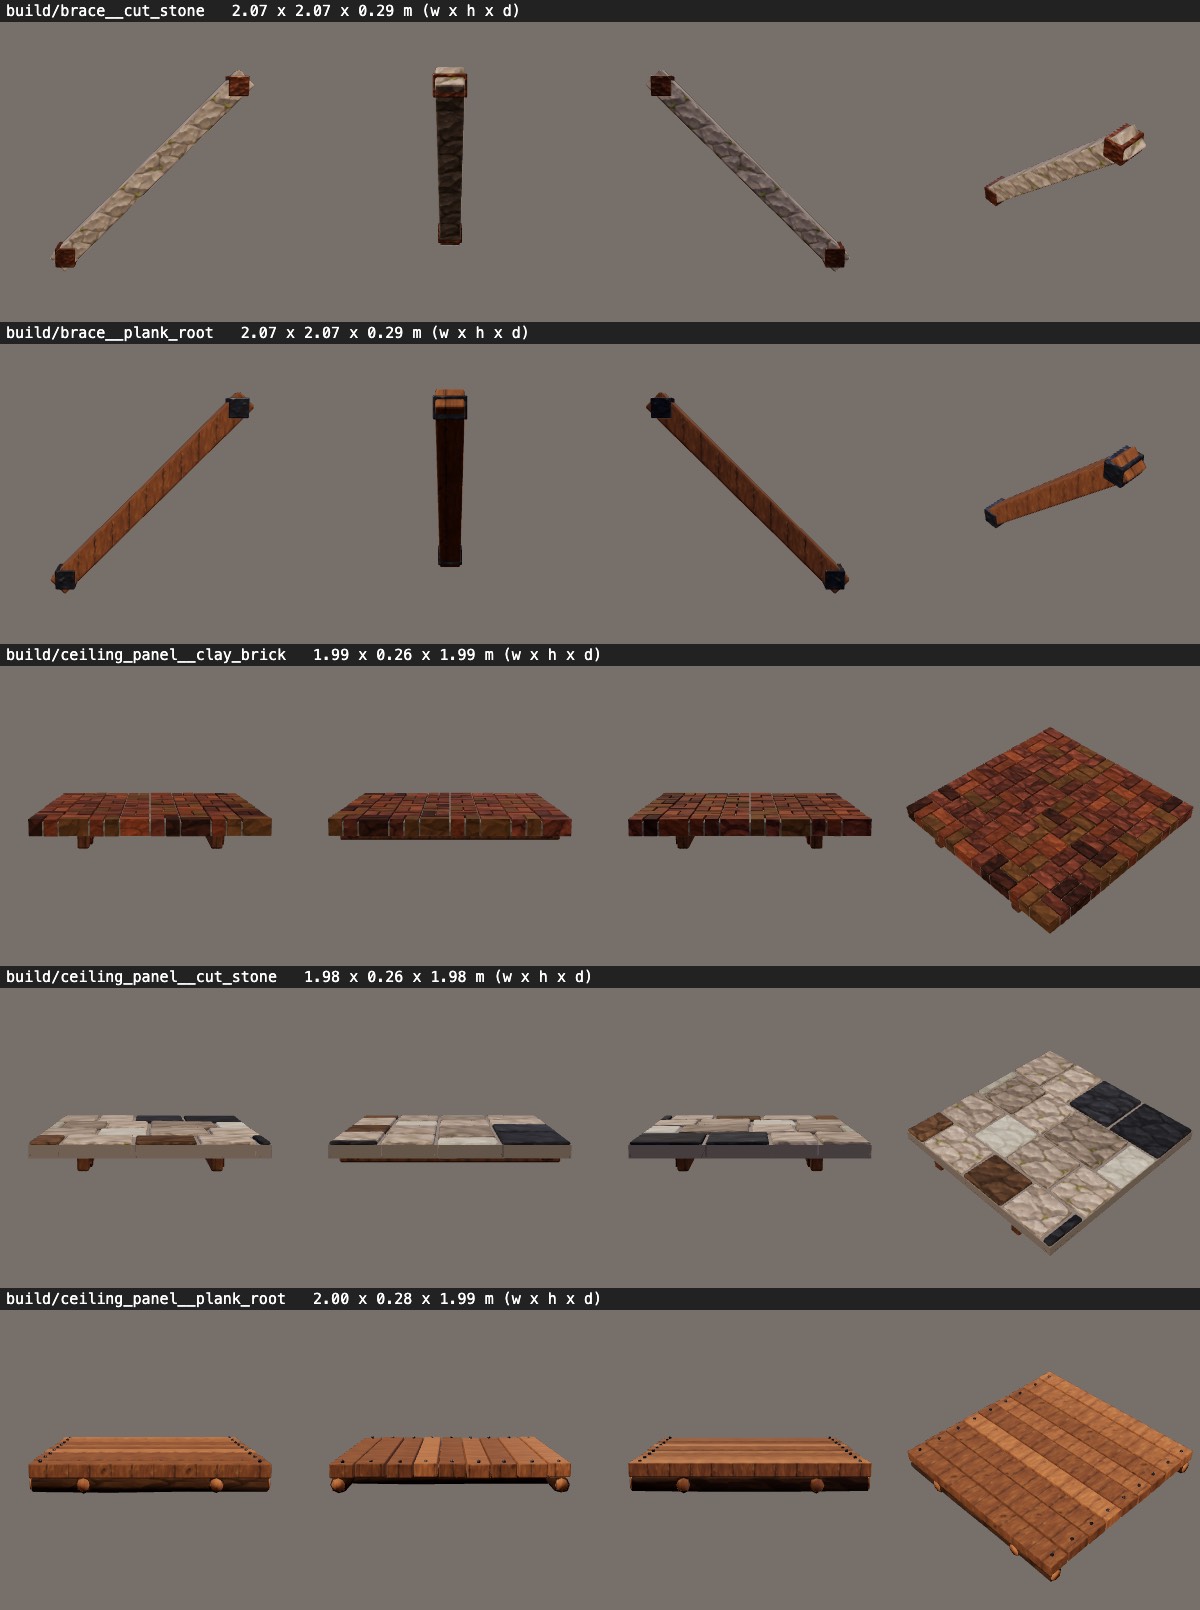 build/brace__cut_stone   2.07 x 2.07 x 0.29 m (w x h x d)
build/brace__plank_root   2.07 x 2.07 x 0.29 m (w x h x d)
build/ceiling_panel__clay_brick   1.99 x 0.26 x 1.99 m (w x h x d)
build/ceiling_panel__cut_stone   1.98 x 0.26 x 1.98 m (w x h x d)
build/ceiling_panel__plank_root   2.00 x 0.28 x 1.99 m (w x h x d)